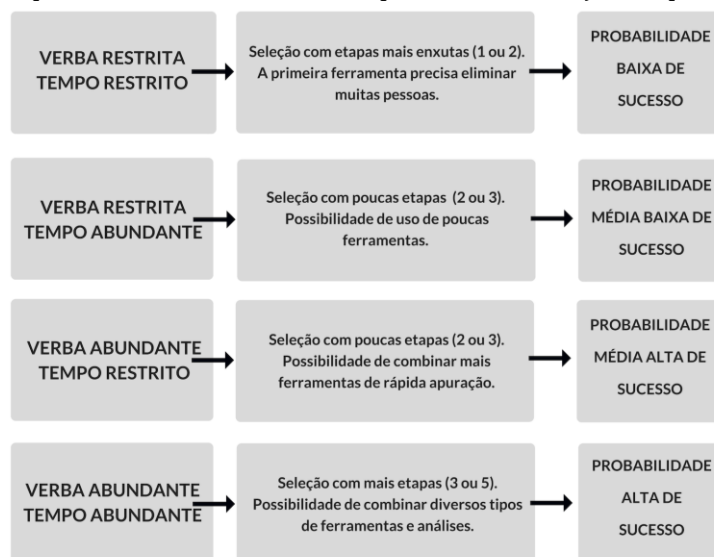 VERBA RESTRITA
TEMPO RESTRITO
Seleção com etapas mais enxutas (1 ou 2).
A primeira ferramenta precisa eliminar
muitas pessoas.
PROBABILIDADE
BAIXA DE
SUCESSO
VERBA RESTRITA
TEMPO ABUNDANTE
Seleção com poucas etapas (2 ou 3).
Possibilidade de uso de poucas
ferramentas.
PROBABILIDADE
MÉDIA BAIXA DE
SUCESSO
VERBA ABUNDANTE
TEMPO RESTRITO
Seleção com poucas etapas (2 ou 3).
Possibilidade de combinar mais
ferramentas de rápida apuração.
PROBABILIDADE
MÉDIA ALTA DE
SUCESSO
VERBA ABUNDANTE
TEMPO ABUNDANTE
Seleção com mais etapas (3 ou 5).
Possibilidade de combinar diversos tipos
de ferramentas e análises.
PROBABILIDADE
ALTA DE
SUCESSO